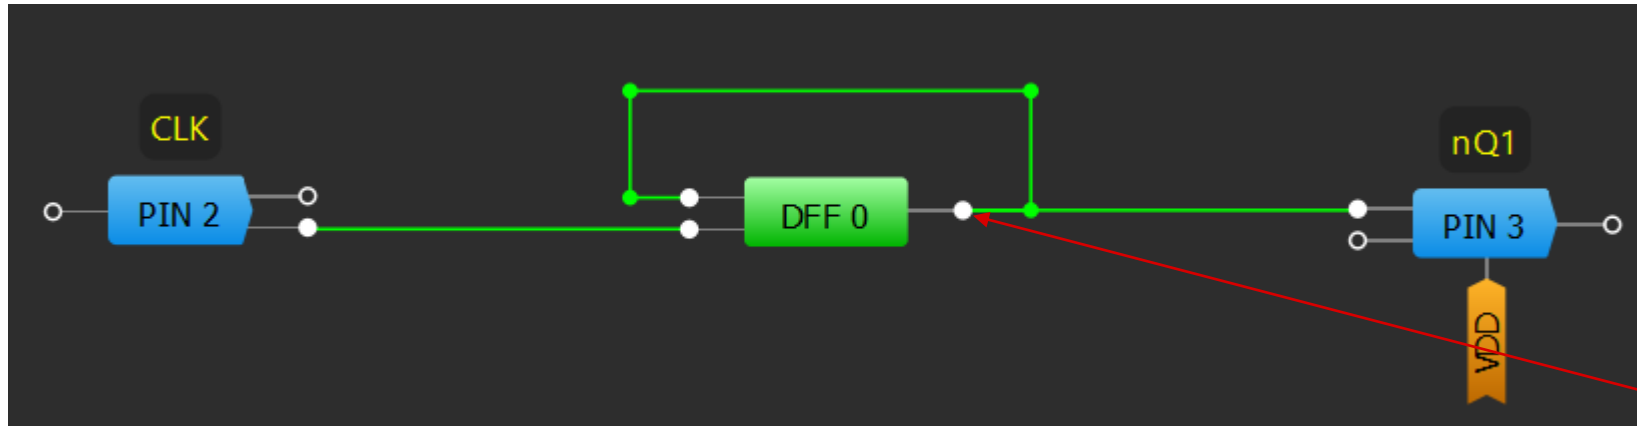 CLK
PIN 2
DFF 0
nQ1
PIN 3
VDD